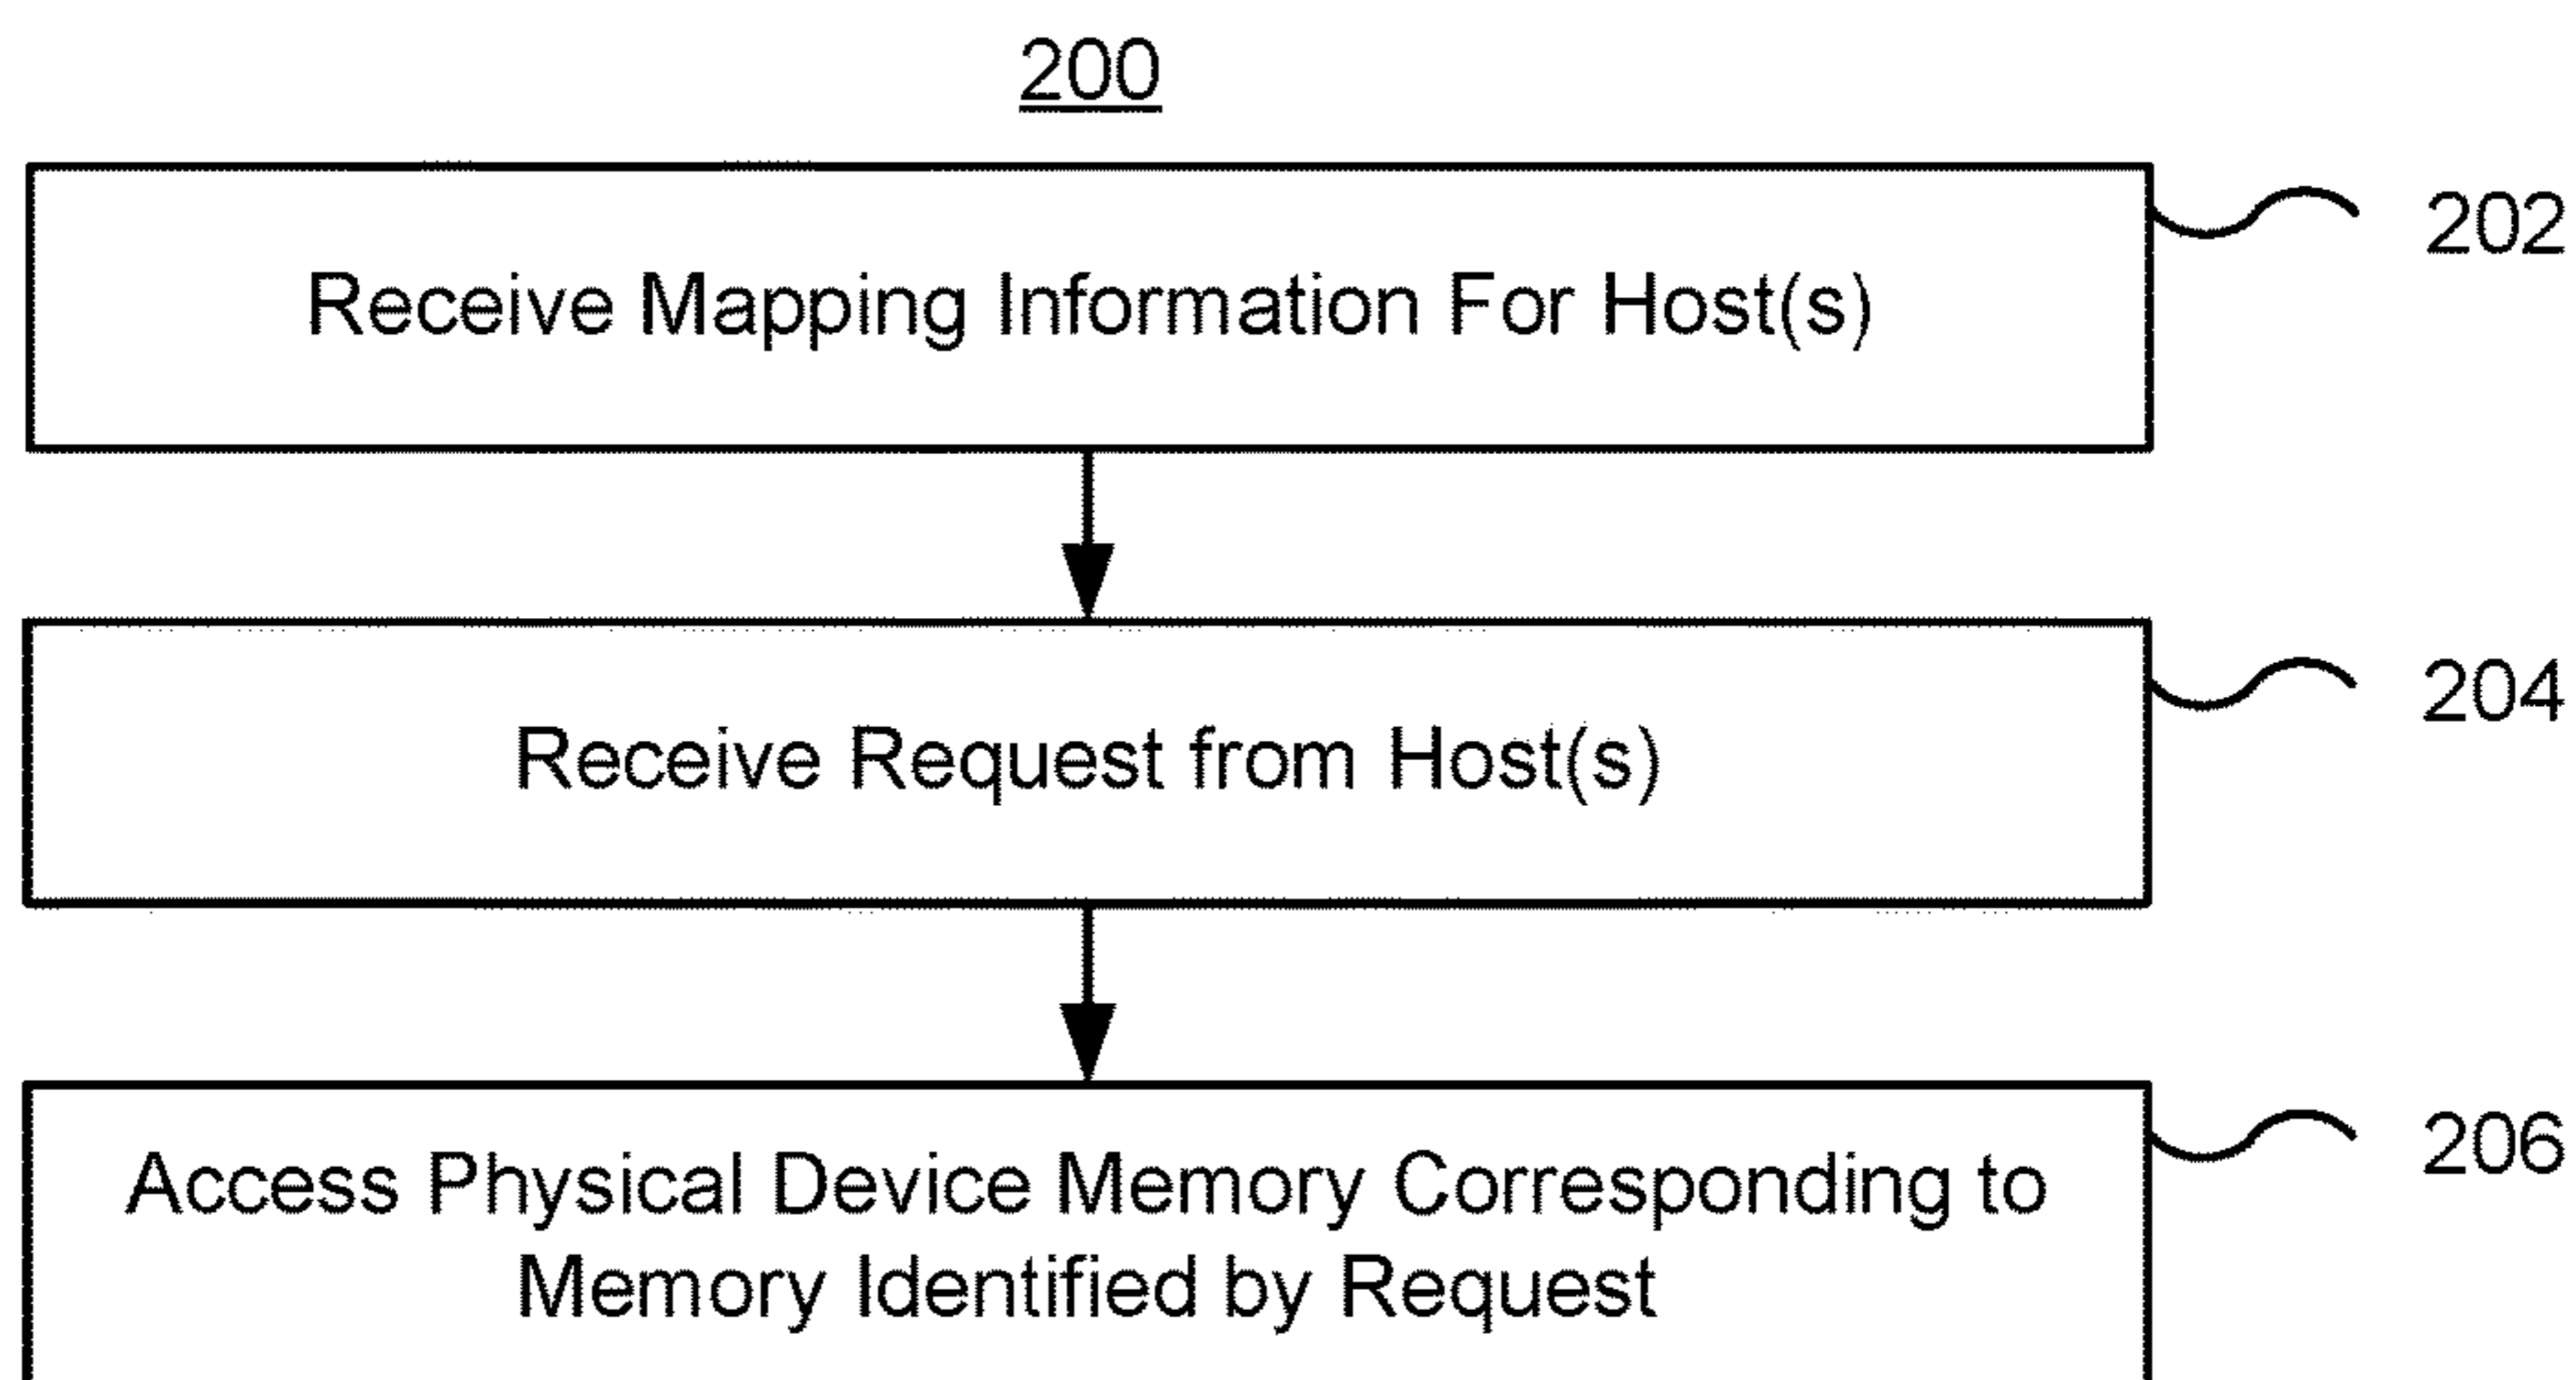 200
Receive Mapping Information For Host(s)
202
Receive Request from Host(s)
204
Access Physical Device Memory Corresponding to
Memory Identified by Request
206